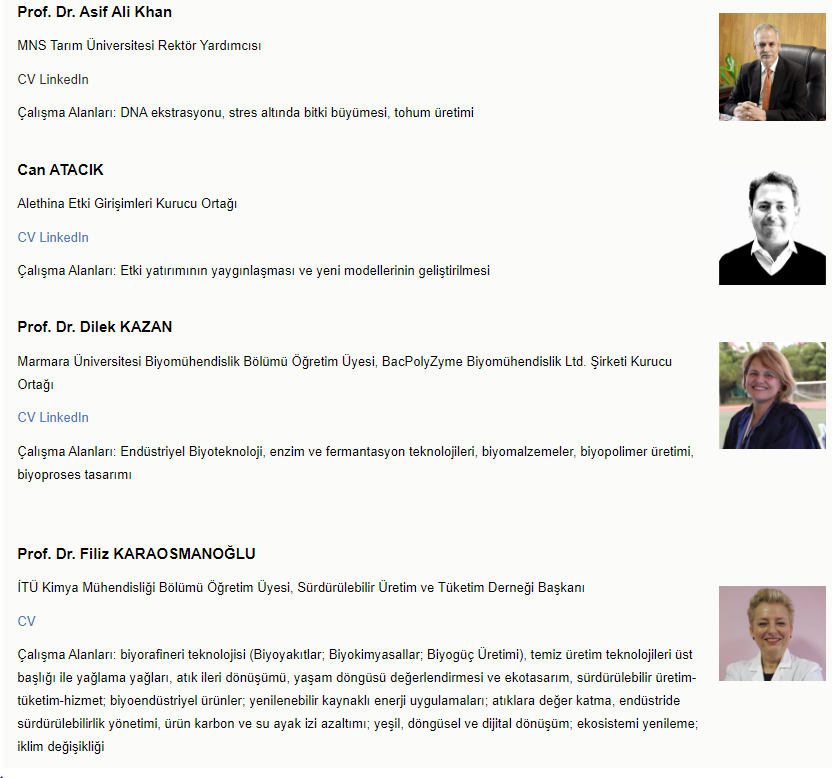 Prof. Dr. Asif Ali Khan
MNS Tarım Üniversitesi Rektör Yardımcısı
CV LinkedIn
Çalışma Alanları: DNA ekstrasyonu, stres altında bitki büyümesi, tohum üretimi
Can ATACIK
Alethina Etki Girişimleri Kurucu Ortağı
CV LinkedIn
Çalışma Alanları: Etki yatırımının yaygınlaşması ve yeni modellerinin geliştirilmesi
Prof. Dr. Dilek KAZAN
Marmara Üniversitesi Biyomühendislik Bölümü Öğretim Üyesi, BacPolyZyme Biyomühendislik Ltd. Şirketi Kurucu
Ortağı
CV LinkedIn
Çalışma Alanları: Endüstriyel Biyoteknoloji, enzim ve fermantasyon teknolojileri, biyomalzemeler, biyopolimer üretimi,
biyoproses tasarımı
Prof. Dr. Filiz KARAOSMANOĞLU
İTÜ Kimya Mühendisliği Bölümü Öğretim Üyesi, Sürdürülebilir Üretim ve Tüketim Derneği Başkanı
CV
Çalışma Alanları: biyorafineri teknolojisi (Biyoyakıtlar; Biyokimyasallar; Biyogüç Üretimi), temiz üretim teknolojileri üst
başlığı ile yağlama yağları, atık ileri dönüşümü, yaşam döngüsü değerlendirmesi ve ekotasarım, sürdürülebilir üretim-
tüketim-hizmet; biyoendüstriyel ürünler; yenilenebilir kaynaklı enerji uygulamaları; atıklara değer katma, endüstride
sürdürülebilirlik yönetimi, ürün karbon ve su ayak izi azaltımı; yeşil, döngüsel ve dijital dönüşüm; ekosistemi yenileme;
iklim değişikliği